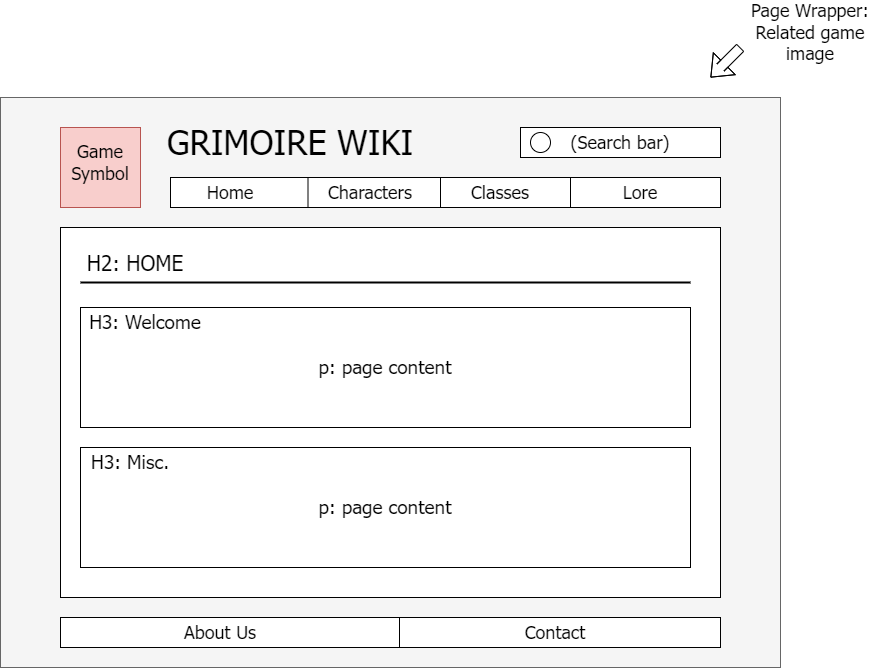 Page Wrapper:
Related game
image
Game
Symbol
GRIMOIRE WIKI
(Search bar)
Home
Characters
Classes
Lore
H2: HOME
H3: Welcome
p: page content
H3: Misc.
p: page content
About Us
Contact